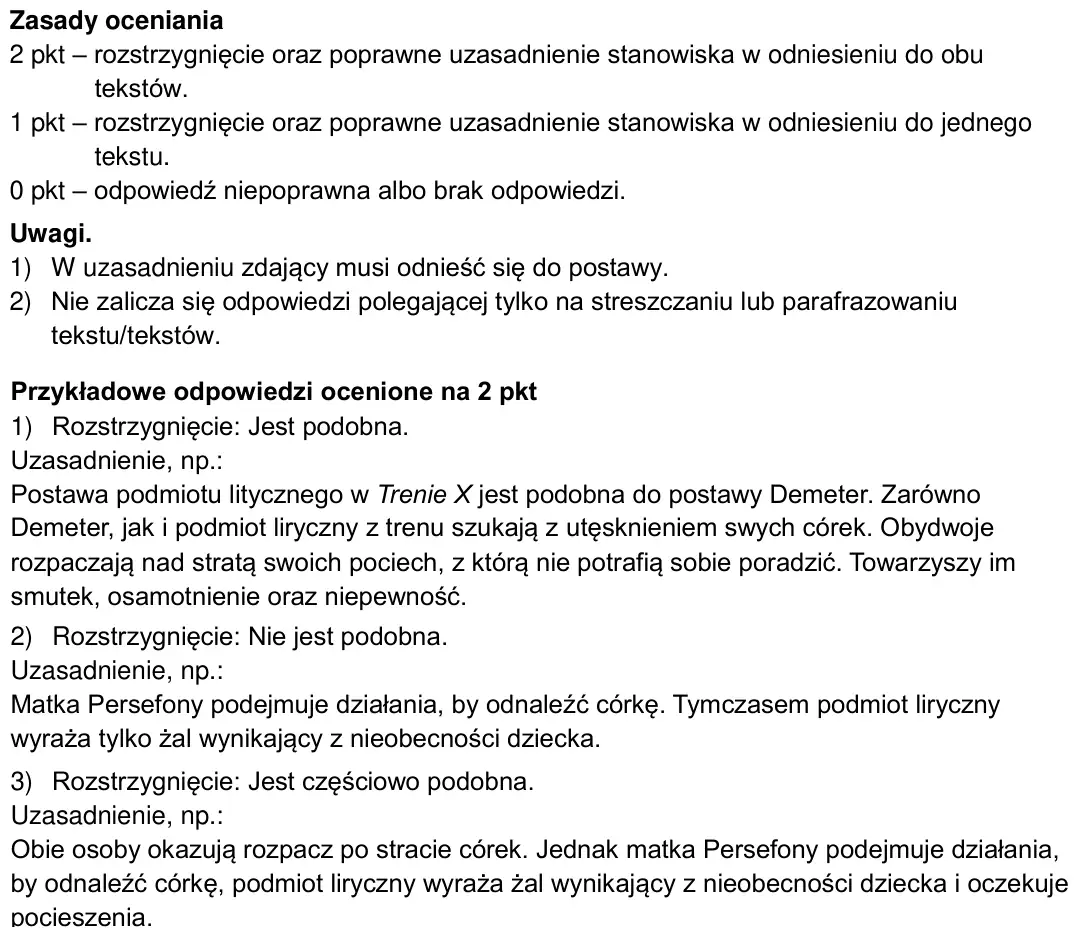 Zasady oceniania
2 pkt – rozstrzygnięcie oraz poprawne uzasadnienie stanowiska w odniesieniu do obu
tekstów.
1 pkt – rozstrzygnięcie oraz poprawne uzasadnienie stanowiska w odniesieniu do jednego
tekstu.
0 pkt – odpowiedź niepoprawna albo brak odpowiedzi.
Uwagi.
1) W uzasadnieniu zdający musi odnieść się do postawy.
2) Nie zalicza się odpowiedzi polegającej tylko na streszczaniu lub parafrazowaniu
tekstu/tekstów.
Przykładowe odpowiedzi ocenione na 2 pkt
1) Rozstrzygnięcie: Jest podobna.
Uzasadnienie, np.:
Postawa podmiotu litycznego w Trenie X jest podobna do postawy Demeter. Zarówno
Demeter, jak i podmiot liryczny z trenu szukają z utęsknieniem swych córek. Obydwoje
rozpaczają nad stratą swoich pociech, z którą nie potrafią sobie poradzić. Towarzyszy im
smutek, osamotnienie oraz niepewność.
2) Rozstrzygnięcie: Nie jest podobna.
Uzasadnienie, np.:
Matka Persefony podejmuje działania, by odnaleźć córkę. Tymczasem podmiot liryczny
wyraża tylko żal wynikający z nieobecności dziecka.
3) Rozstrzygnięcie: Jest częściowo podobna.
Uzasadnienie, np.:
Obie osoby okazują rozpacz po stracie córek. Jednak matka Persefony podejmuje działania,
by odnaleźć córkę, podmiot liryczny wyraża żal wynikający z nieobecności dziecka i oczekuje
pocieszenia.